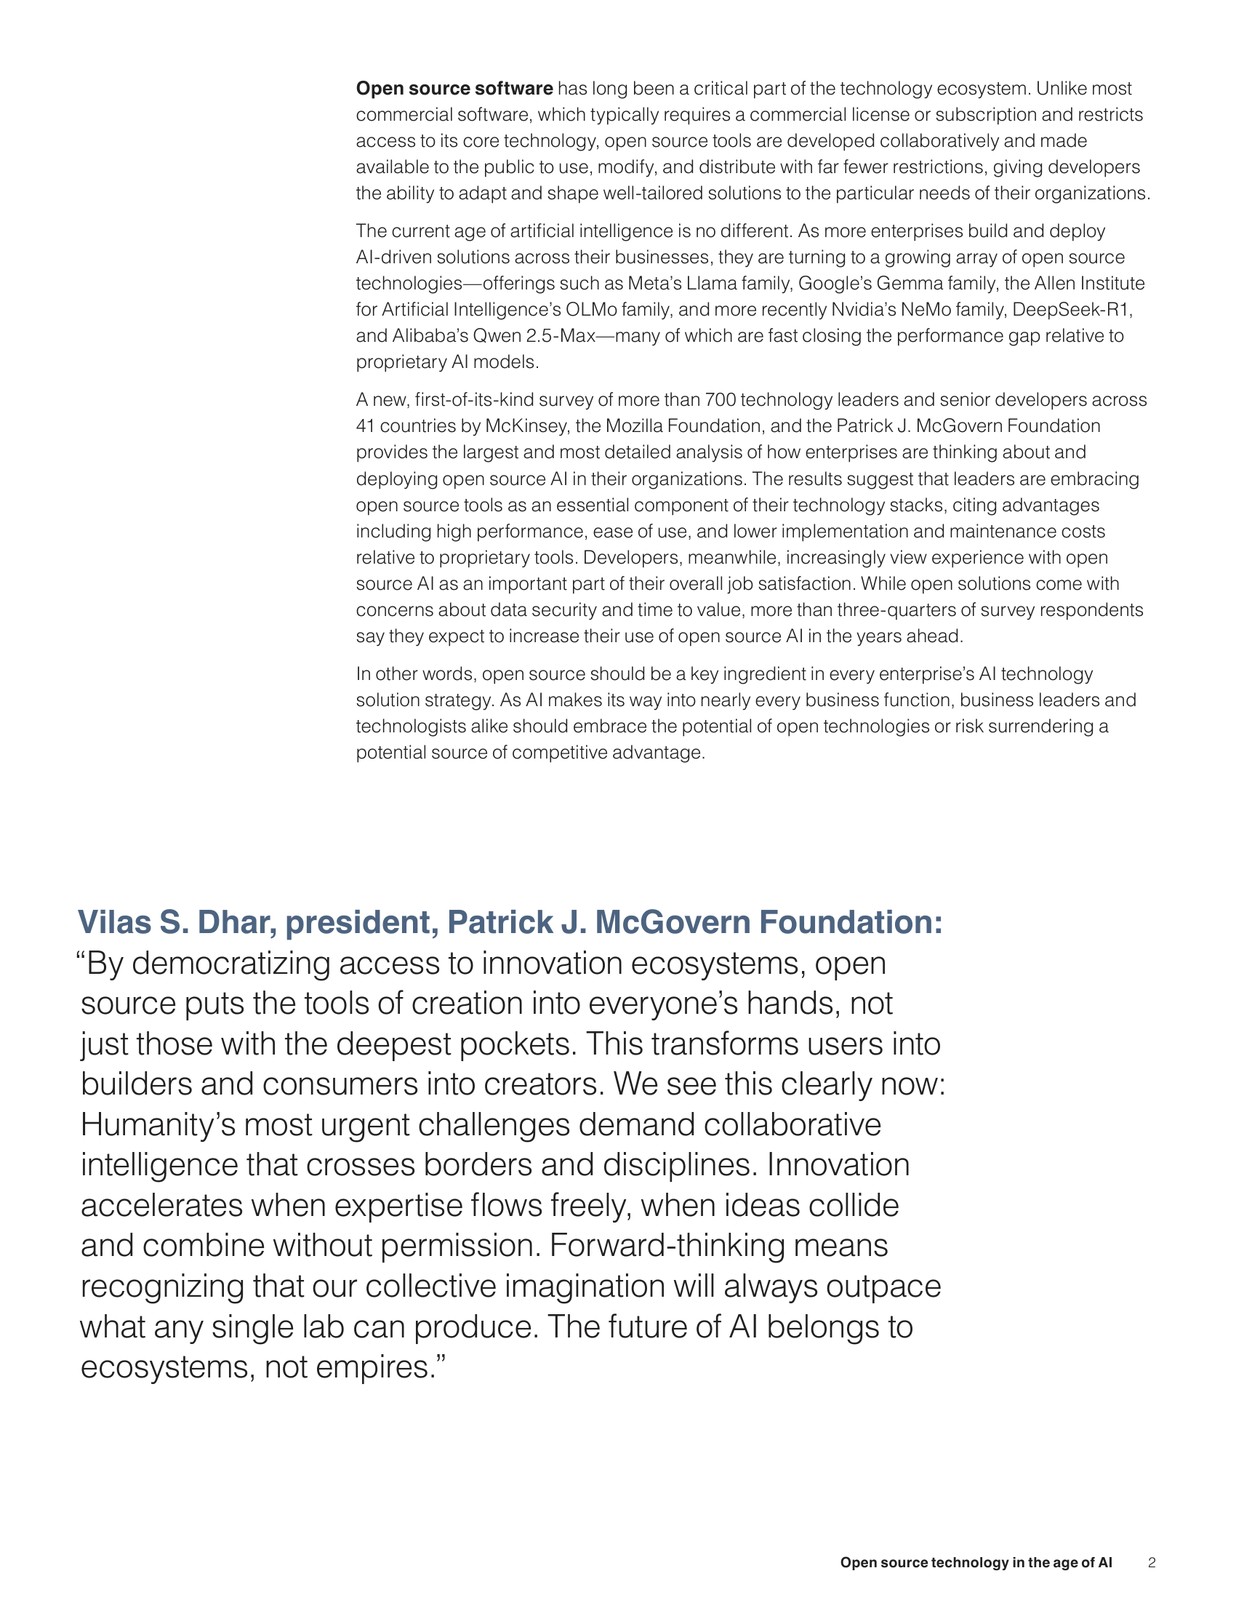 Open source software has long been a critical part of the technology ecosystem. Unlike most
commercial software, which typically requires a commercial license or subscription and restricts
access to its core technology, open source tools are developed collaboratively and made
available to the public to use, modify, and distribute with far fewer restrictions, giving developers
the ability to adapt and shape well-tailored solutions to the particular needs of their organizations.
The current age of artificial intelligence is no different. As more enterprises build and deploy
AI-driven solutions across their businesses, they are turning to a growing array of open source
technologies—offerings such as Meta’s Llama family, Google’s Gemma family, the Allen Institute
for Artificial Intelligence’s OLMo family, and more recently Nvidia’s NeMo family, DeepSeek-R1,
and Alibaba’s Qwen 2.5-Max—many of which are fast closing the performance gap relative to
proprietary AI models.
A new, first-of-its-kind survey of more than 700 technology leaders and senior developers across
41 countries by McKinsey, the Mozilla Foundation, and the Patrick J. McGovern Foundation
provides the largest and most detailed analysis of how enterprises are thinking about and
deploying open source AI in their organizations. The results suggest that leaders are embracing
open source tools as an essential component of their technology stacks, citing advantages
including high performance, ease of use, and lower implementation and maintenance costs
relative to proprietary tools. Developers, meanwhile, increasingly view experience with open
source AI as an important part of their overall job satisfaction. While open solutions come with
concerns about data security and time to value, more than three-quarters of survey respondents
say they expect to increase their use of open source AI in the years ahead.
In other words, open source should be a key ingredient in every enterprise’s AI technology
solution strategy. As AI makes its way into nearly every business function, business leaders and
technologists alike should embrace the potential of open technologies or risk surrendering a
potential source of competitive advantage.
Vilas S. Dhar, president, Patrick J. McGovern Foundation:
“By democratizing access to innovation ecosystems, open
source puts the tools of creation into everyone’s hands, not
just those with the deepest pockets. This transforms users into
builders and consumers into creators. We see this clearly now:
Humanity’s most urgent challenges demand collaborative
intelligence that crosses borders and disciplines. Innovation
accelerates when expertise flows freely, when ideas collide
and combine without permission. Forward-thinking means
recognizing that our collective imagination will always outpace
what any single lab can produce. The future of AI belongs to
ecosystems, not empires.”
Open source technology in the age of AI 2